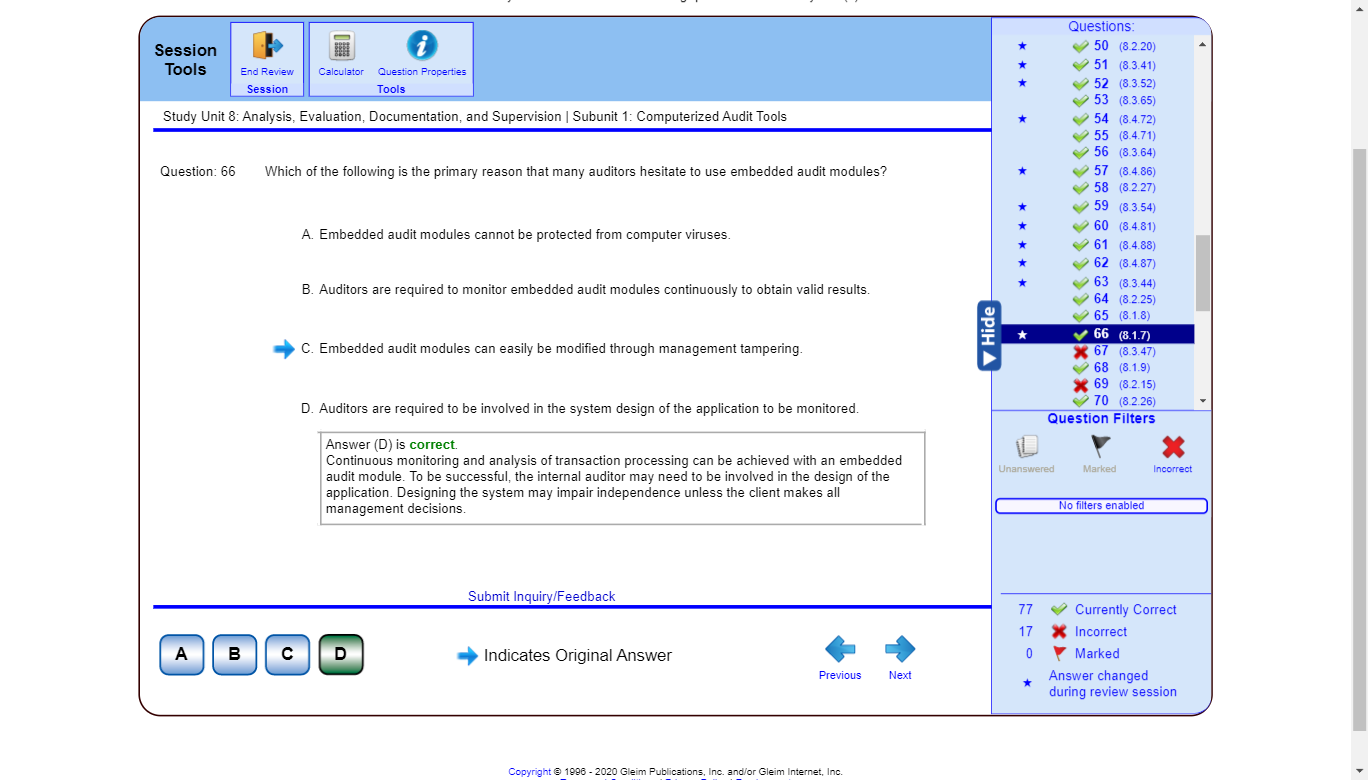 Session
Tools
End Review
Session
Calculator
Question Properties
Tools
Study Unit 8: Analysis, Evaluation, Documentation, and Supervision | Subunit 1: Computerized Audit Tools
Question: 66 Which of the following is the primary reason that many auditors hesitate to use embedded audit modules?
A. Embedded audit modules cannot be protected from computer viruses.
B. Auditors are required to monitor embedded audit modules continuously to obtain valid results.
C. Embedded audit modules can easily be modified through management tampering.
D. Auditors are required to be involved in the system design of the application to be monitored.
Answer (D) is correct.
Continuous monitoring and analysis of transaction processing can be achieved with an embedded
audit module. To be successful, the internal auditor may need to be involved in the design of the
application. Designing the system may impair independence unless the client makes all
management decisions.
Submit Inquiry/Feedback
A B C D
Indicates Original Answer
Previous
Next
Questions:
50 (8.2.20)
51 (8.3.41)
52 (8.3.52)
53 (8.3.65)
54 (8.4.72)
55 (8.4.71)
56 (8.3.64)
57 (8.4.86)
58 (8.2.27)
59 (8.3.54)
60 (8.4.81)
61 (8.4.88)
62 (8.4.87)
63 (8.3.44)
64 (8.2.25)
65 (8.1.8)
66 (8.1.7)
67 (8.3.47)
68 (8.1.9)
69 (8.2.15)
70 (8.2.26)
Hide
Question Filters
Unanswered
Marked
Incorrect
No filters enabled
77 Currently Correct
17 Incorrect
0 Marked
Answer changed
during review session
Copyright © 1996 - 2020 Gleim Publications, Inc. and/or Gleim Internet, Inc.